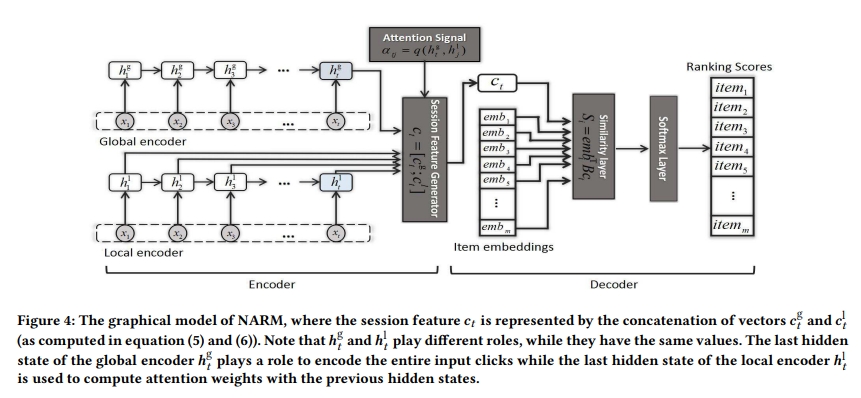 Attention Signal
α_ij = q(h_t^g, h_j^l)
Ranking Scores
h_1^g h_2^g h_3^g ... h_t^g
x_1 x_2 x_3 ... x_t
Global encoder
h_1^l h_2^l h_3^l ... h_t^l
x_1 x_2 x_3 ... x_t
Local encoder
Encoder
Session Feature Generator
c_t = [c_t^g; c_t^l]
c_t
emb_1
emb_2
emb_3
emb_4
emb_5
⋮
emb_m
Item embeddings
Similarity layer
Softmax Layer
item_1
item_2
item_3
item_4
item_5
⋮
item_m
Decoder
Figure 4: The graphical model of NARM, where the session feature c_t is represented by the concatenation of vectors c_t^g and c_t^l
(as computed in equation (5) and (6)). Note that h_t^g and h_t^l play different roles, while they have the same values. The last hidden
state of the global encoder h_t^g plays a role to encode the entire input clicks while the last hidden state of the local encoder h_t^l
is used to compute attention weights with the previous hidden states.